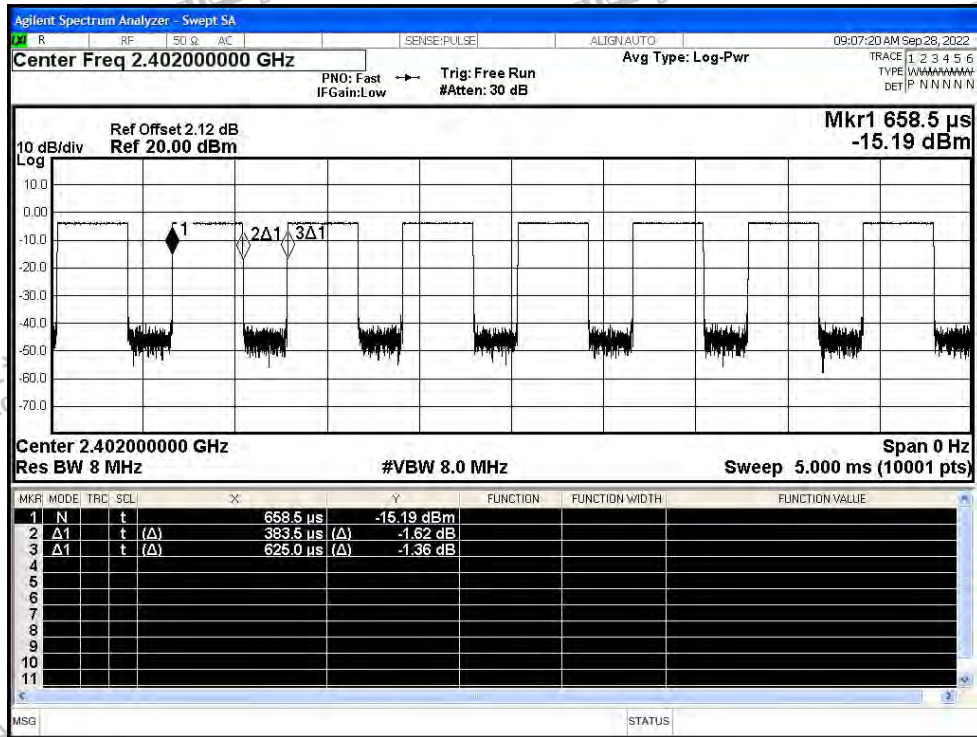 Agilent Spectrum Analyzer - Swept SA
LXI R RF 50 Ω AC SENSE:PULSE ALIGN AUTO 09:07:20 AM Sep 28, 2022
Center Freq 2.402000000 GHz
Avg Type: Log-Pwr
TRACE 1 2 3 4 5 6
TYPE WWWWWW
DET P N N N N N
PNO: Fast Trig: Free Run
IFGain:Low #Atten: 30 dB
Mkr1 658.5 µs
-15.19 dBm
Ref Offset 2.12 dB
10 dB/div Ref 20.00 dBm
Log
10.0
0.00
-10.0
1 2Δ1 3Δ1
-20.0
-30.0
-40.0
-50.0
-60.0
-70.0
Center 2.402000000 GHz Span 0 Hz
Res BW 8 MHz #VBW 8.0 MHz Sweep 5.000 ms (10001 pts)
MKR MODE TRC SCL X Y FUNCTION FUNCTION WIDTH FUNCTION VALUE
1 N t 658.5 µs -15.19 dBm
2 Δ1 t (Δ) 383.5 µs (Δ) -1.62 dB
3 Δ1 t (Δ) 625.0 µs (Δ) -1.36 dB
4
5
6
7
8
9
10
11
MSG STATUS